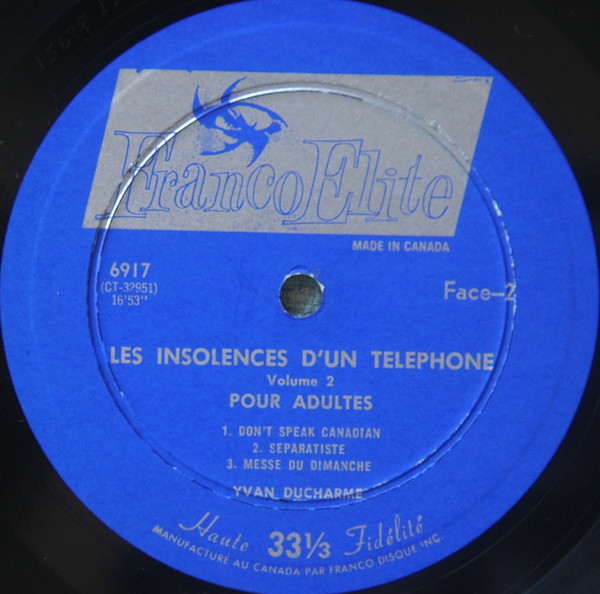 FrancoElite
MADE IN CANADA
6917
(CT-32951)
16'53"
Face-2
LES INSOLENCES D'UN TELEPHONE
Volume 2
POUR ADULTES
1. DON'T SPEAK CANADIAN
2. SEPARATISTE
3. MESSE DU DIMANCHE
YVAN DUCHARME
Haute 33⅓ Fidélité
MANUFACTURÉ AU CANADA PAR FRANCO DISQUE INC.